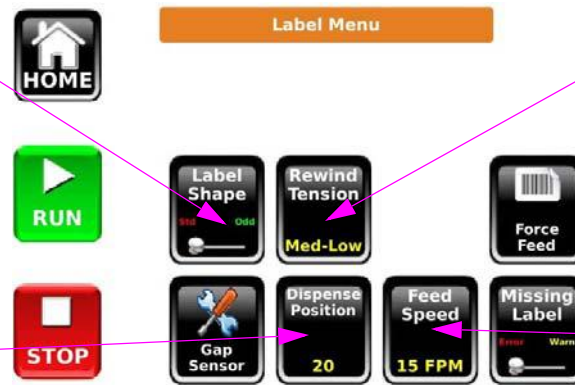 Label Menu
HOME
RUN
Label
Shape
Std Odd
Rewind
Tension
Med-Low
Force
Feed
STOP
Gap
Sensor
Dispense
Position
20
Feed
Speed
15 FPM
Missing
Label
Error Warn